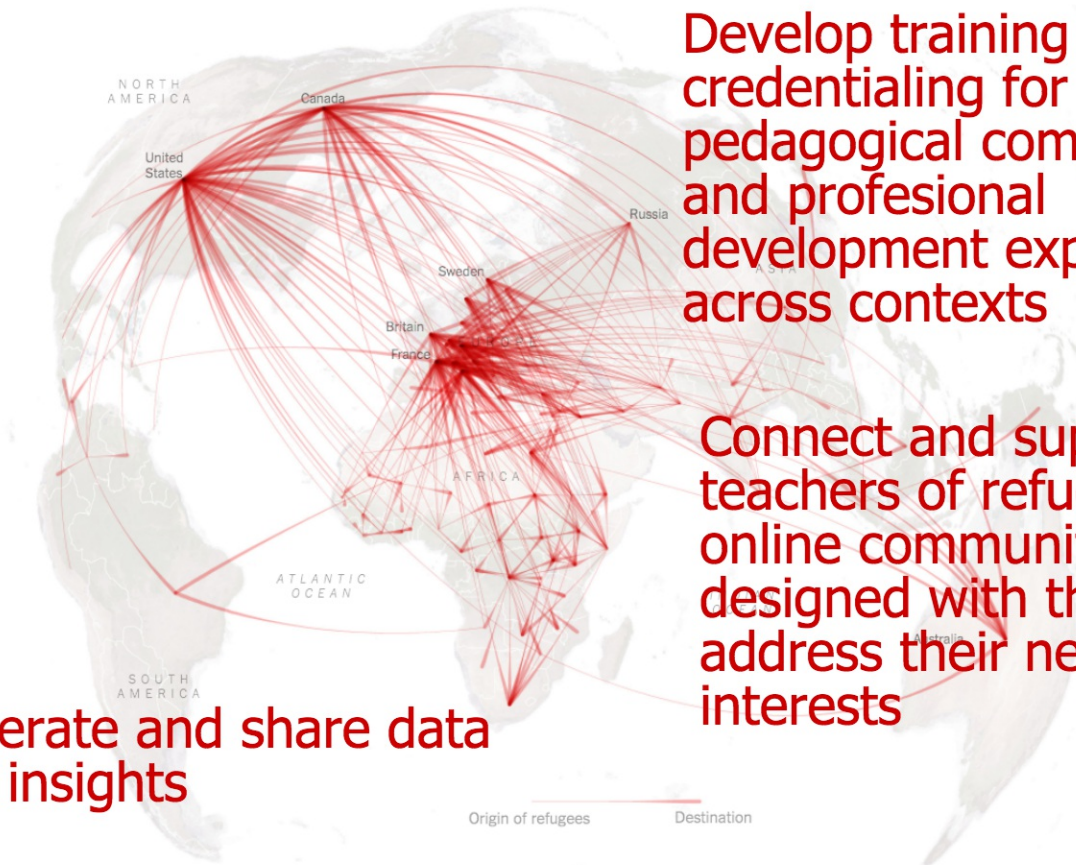 Develop training
credentialing for
pedagogical com
and profesional
development exp
across contexts
NORTH
AMERICA
Canada
United
States
Russia
ASIA
Sweden
Britain
France
Connect and sup
teachers of refu
online communi
designed with th
address their ne
interests
AFRICA
ATLANTIC
OCEAN
Australia
SOUTH
AMERICA
erate and share data
insights
Origin of refugees
Destination